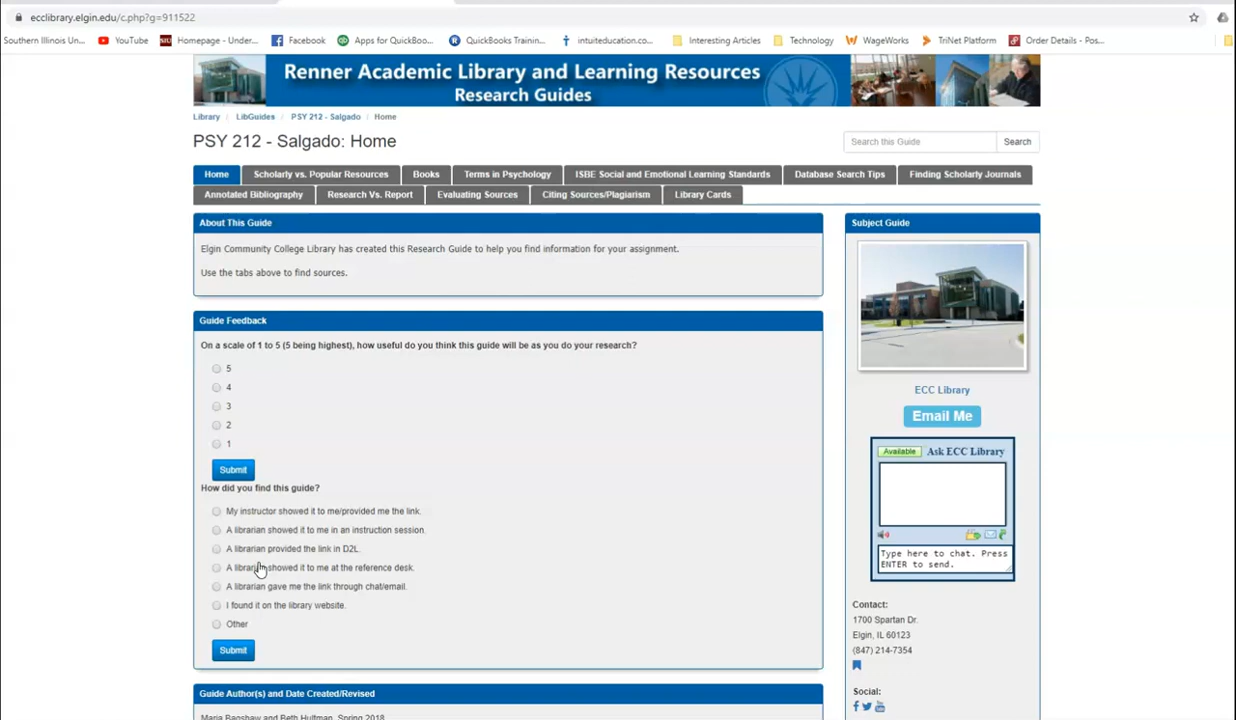 ecclibrary.elgin.edu/c.php?g=911522
Southern Illinois Un... YouTube Homepage - Under... Facebook Apps for QuickBoo... QuickBooks Trainin... intuiteducation.co... Interesting Articles Technology WageWorks TriNet Platform Order Details - Pos...
Renner Academic Library and Learning Resources
Research Guides
Library / LibGuides / PSY 212 - Salgado / Home
PSY 212 - Salgado: Home
Search this Guide Search
Home Scholarly vs. Popular Resources Books Terms in Psychology ISBE Social and Emotional Learning Standards Database Search Tips Finding Scholarly Journals
Annotated Bibliography Research Vs. Report Evaluating Sources Citing Sources/Plagiarism Library Cards
About This Guide
Elgin Community College Library has created this Research Guide to help you find information for your assignment.
Use the tabs above to find sources.
Guide Feedback
On a scale of 1 to 5 (5 being highest), how useful do you think this guide will be as you do your research?
5
4
3
2
1
Submit
How did you find this guide?
My instructor showed it to me/provided me the link.
A librarian showed it to me in an instruction session.
A librarian provided the link in D2L.
A librarian showed it to me at the reference desk.
A librarian gave me the link through chat/email.
I found it on the library website.
Other
Submit
Guide Author(s) and Date Created/Revised
Maria Bagshaw and Beth Hultman, Spring 2018
Subject Guide
ECC Library
Email Me
Available Ask ECC Library
Type here to chat. Press
ENTER to send.
Contact:
1700 Spartan Dr.
Elgin, IL 60123
(847) 214-7354
Social: